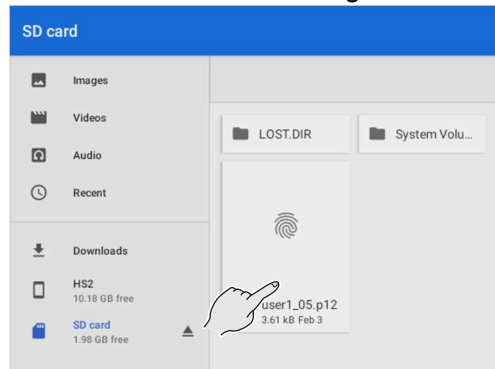 SD card
Images
Videos
Audio
Recent
Downloads
HS2
10.18 GB free
SD card
1.98 GB free
LOST.DIR
System Volu...
user1_05.p12
3.61 kB Feb 3